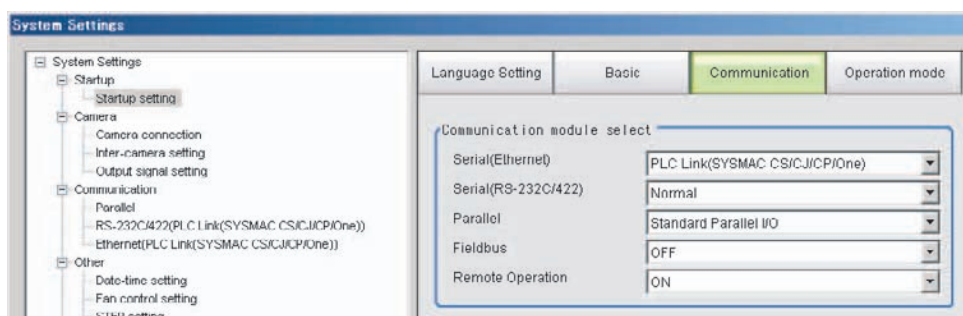 System Settings
System Settings
Startup
Startup setting
Camera
Camera connection
Inter-camera setting
Output signal setting
Communication
Parallel
RS-232C/422(PLC Link(SYSMAC CS/CJ/CP/One))
Ethernet(PLC Link(SYSMAC CS/CJ/CP/One))
Other
Date-time setting
Fan control setting
STEP setting
Language Setting
Basic
Communication
Operation mode
Communication module select
Serial(Ethernet)
PLC Link(SYSMAC CS/CJ/CP/One)
Serial(RS-232C/422)
Normal
Parallel
Standard Parallel I/O
Fieldbus
OFF
Remote Operation
ON